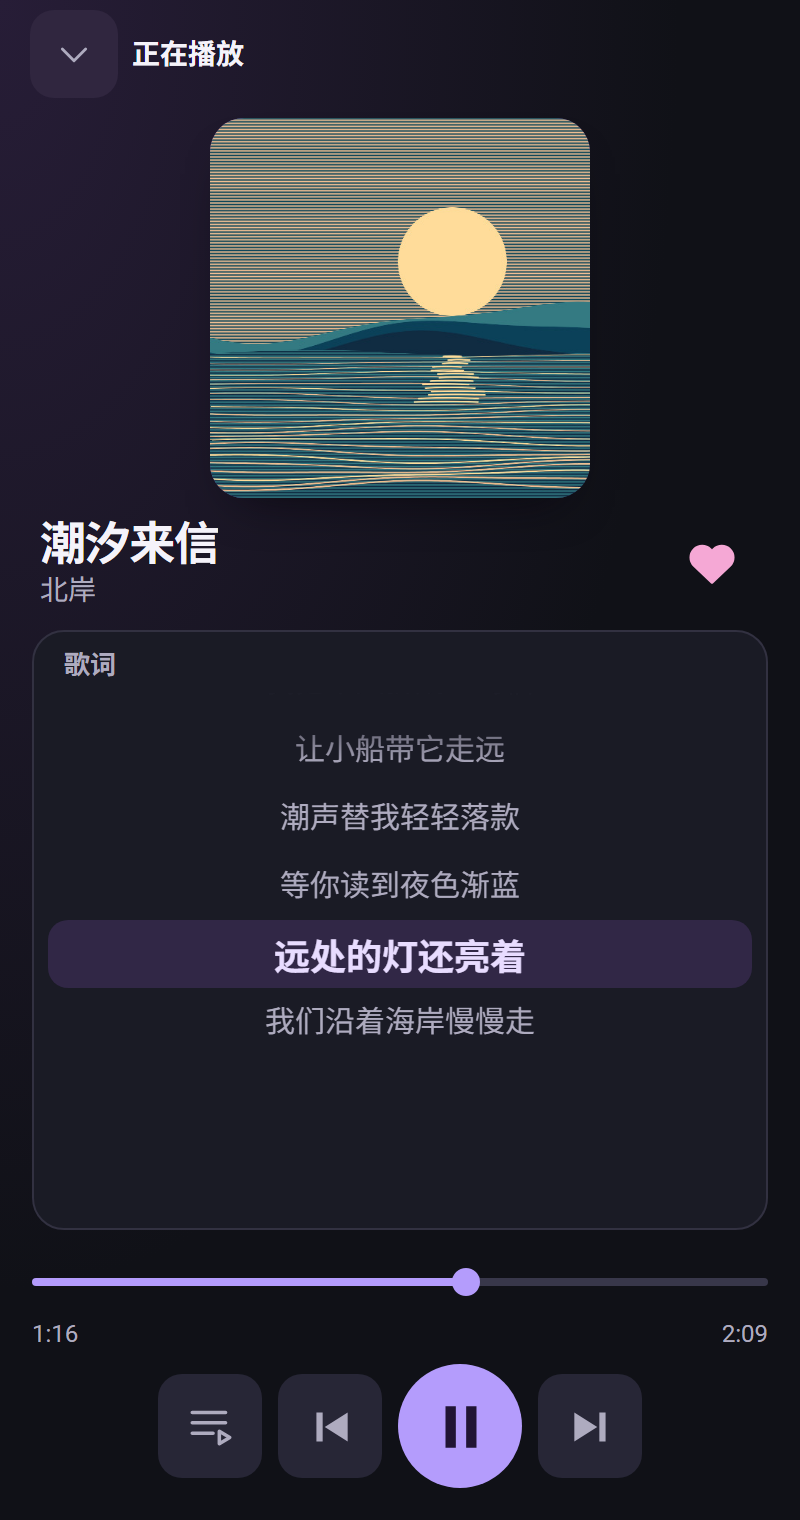 正在播放
潮汐来信
北岸
歌词
让小船带它走远
潮声替我轻轻落款
等你读到夜色渐蓝
远处的灯还亮着
我们沿着海岸慢慢走
1:16
2:09